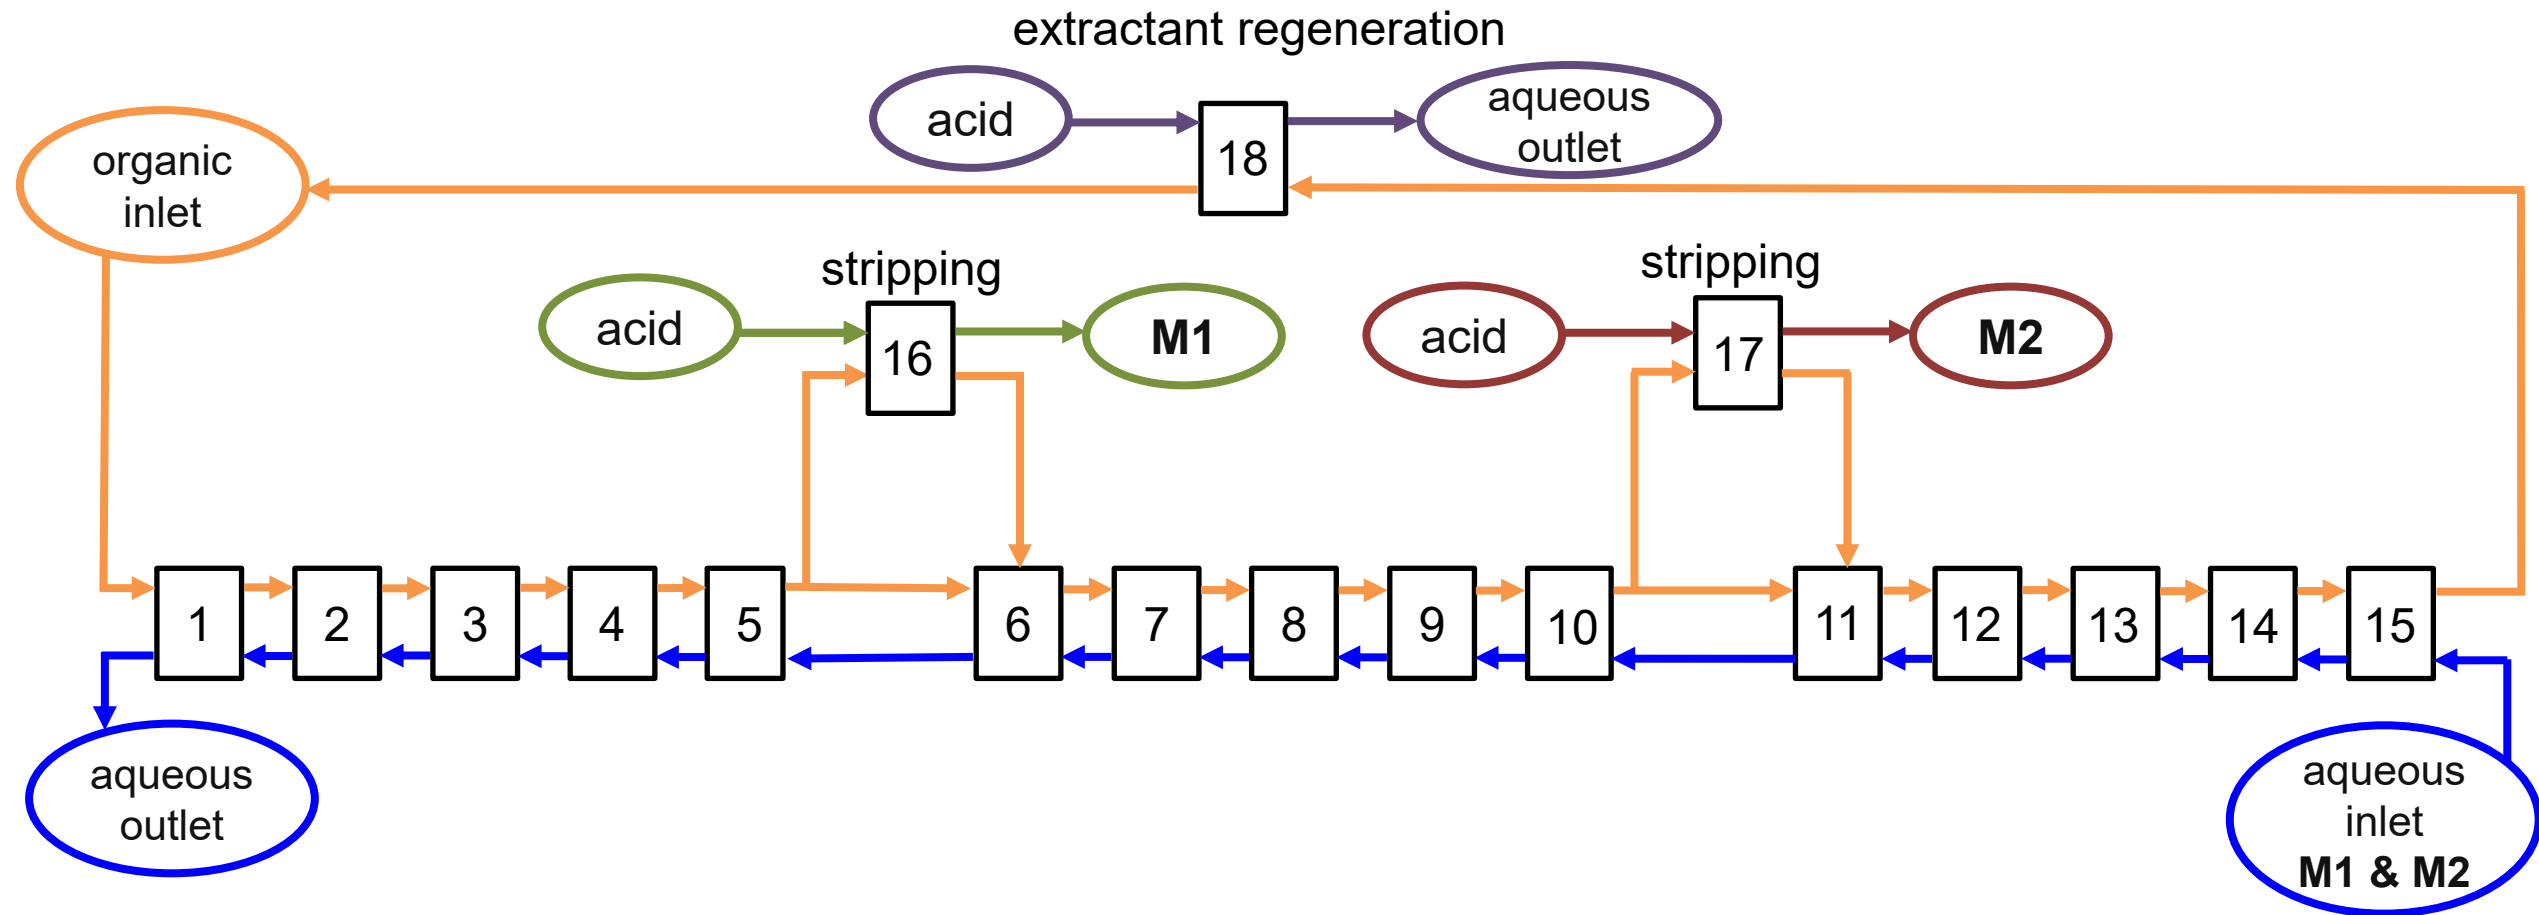 extractant regeneration
acid
18
aqueous
outlet
organic
inlet
stripping
acid
16
M1
stripping
acid
17
M2
1
2
3
4
5
6
7
8
9
10
11
12
13
14
15
aqueous
outlet
aqueous
inlet
M1 & M2